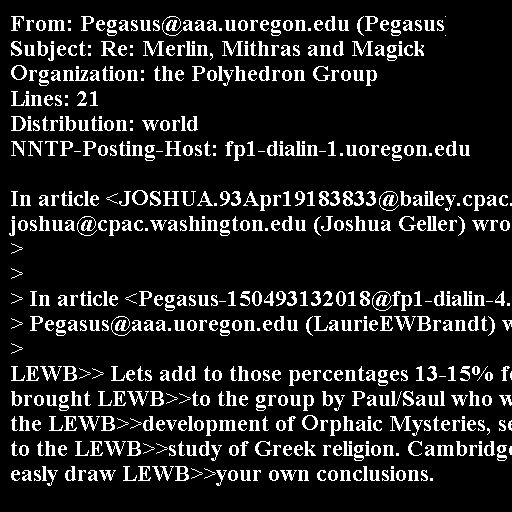 From: Pegasus@aaa.uoregon.edu (Pegasus
Subject: Re: Merlin, Mithras and Magick
Organization: the Polyhedron Group
Lines: 21
Distribution: world
NNTP-Posting-Host: fp1-dialin-1.uoregon.edu
In article <JOSHUA.93Apr19183833@bailey.cpac.
joshua@cpac.washington.edu (Joshua Geller) wro
>
>
> In article <Pegasus-150493132018@fp1-dialin-4.
> Pegasus@aaa.uoregon.edu (LaurieEWBrandt) w
>
LEWB>> Lets add to those percentages 13-15% fo
brought LEWB>>to the group by Paul/Saul who w
the LEWB>>development of Orphaic Mysteries, se
to the LEWB>>study of Greek religion. Cambridge
easly draw LEWB>>your own conclusions.